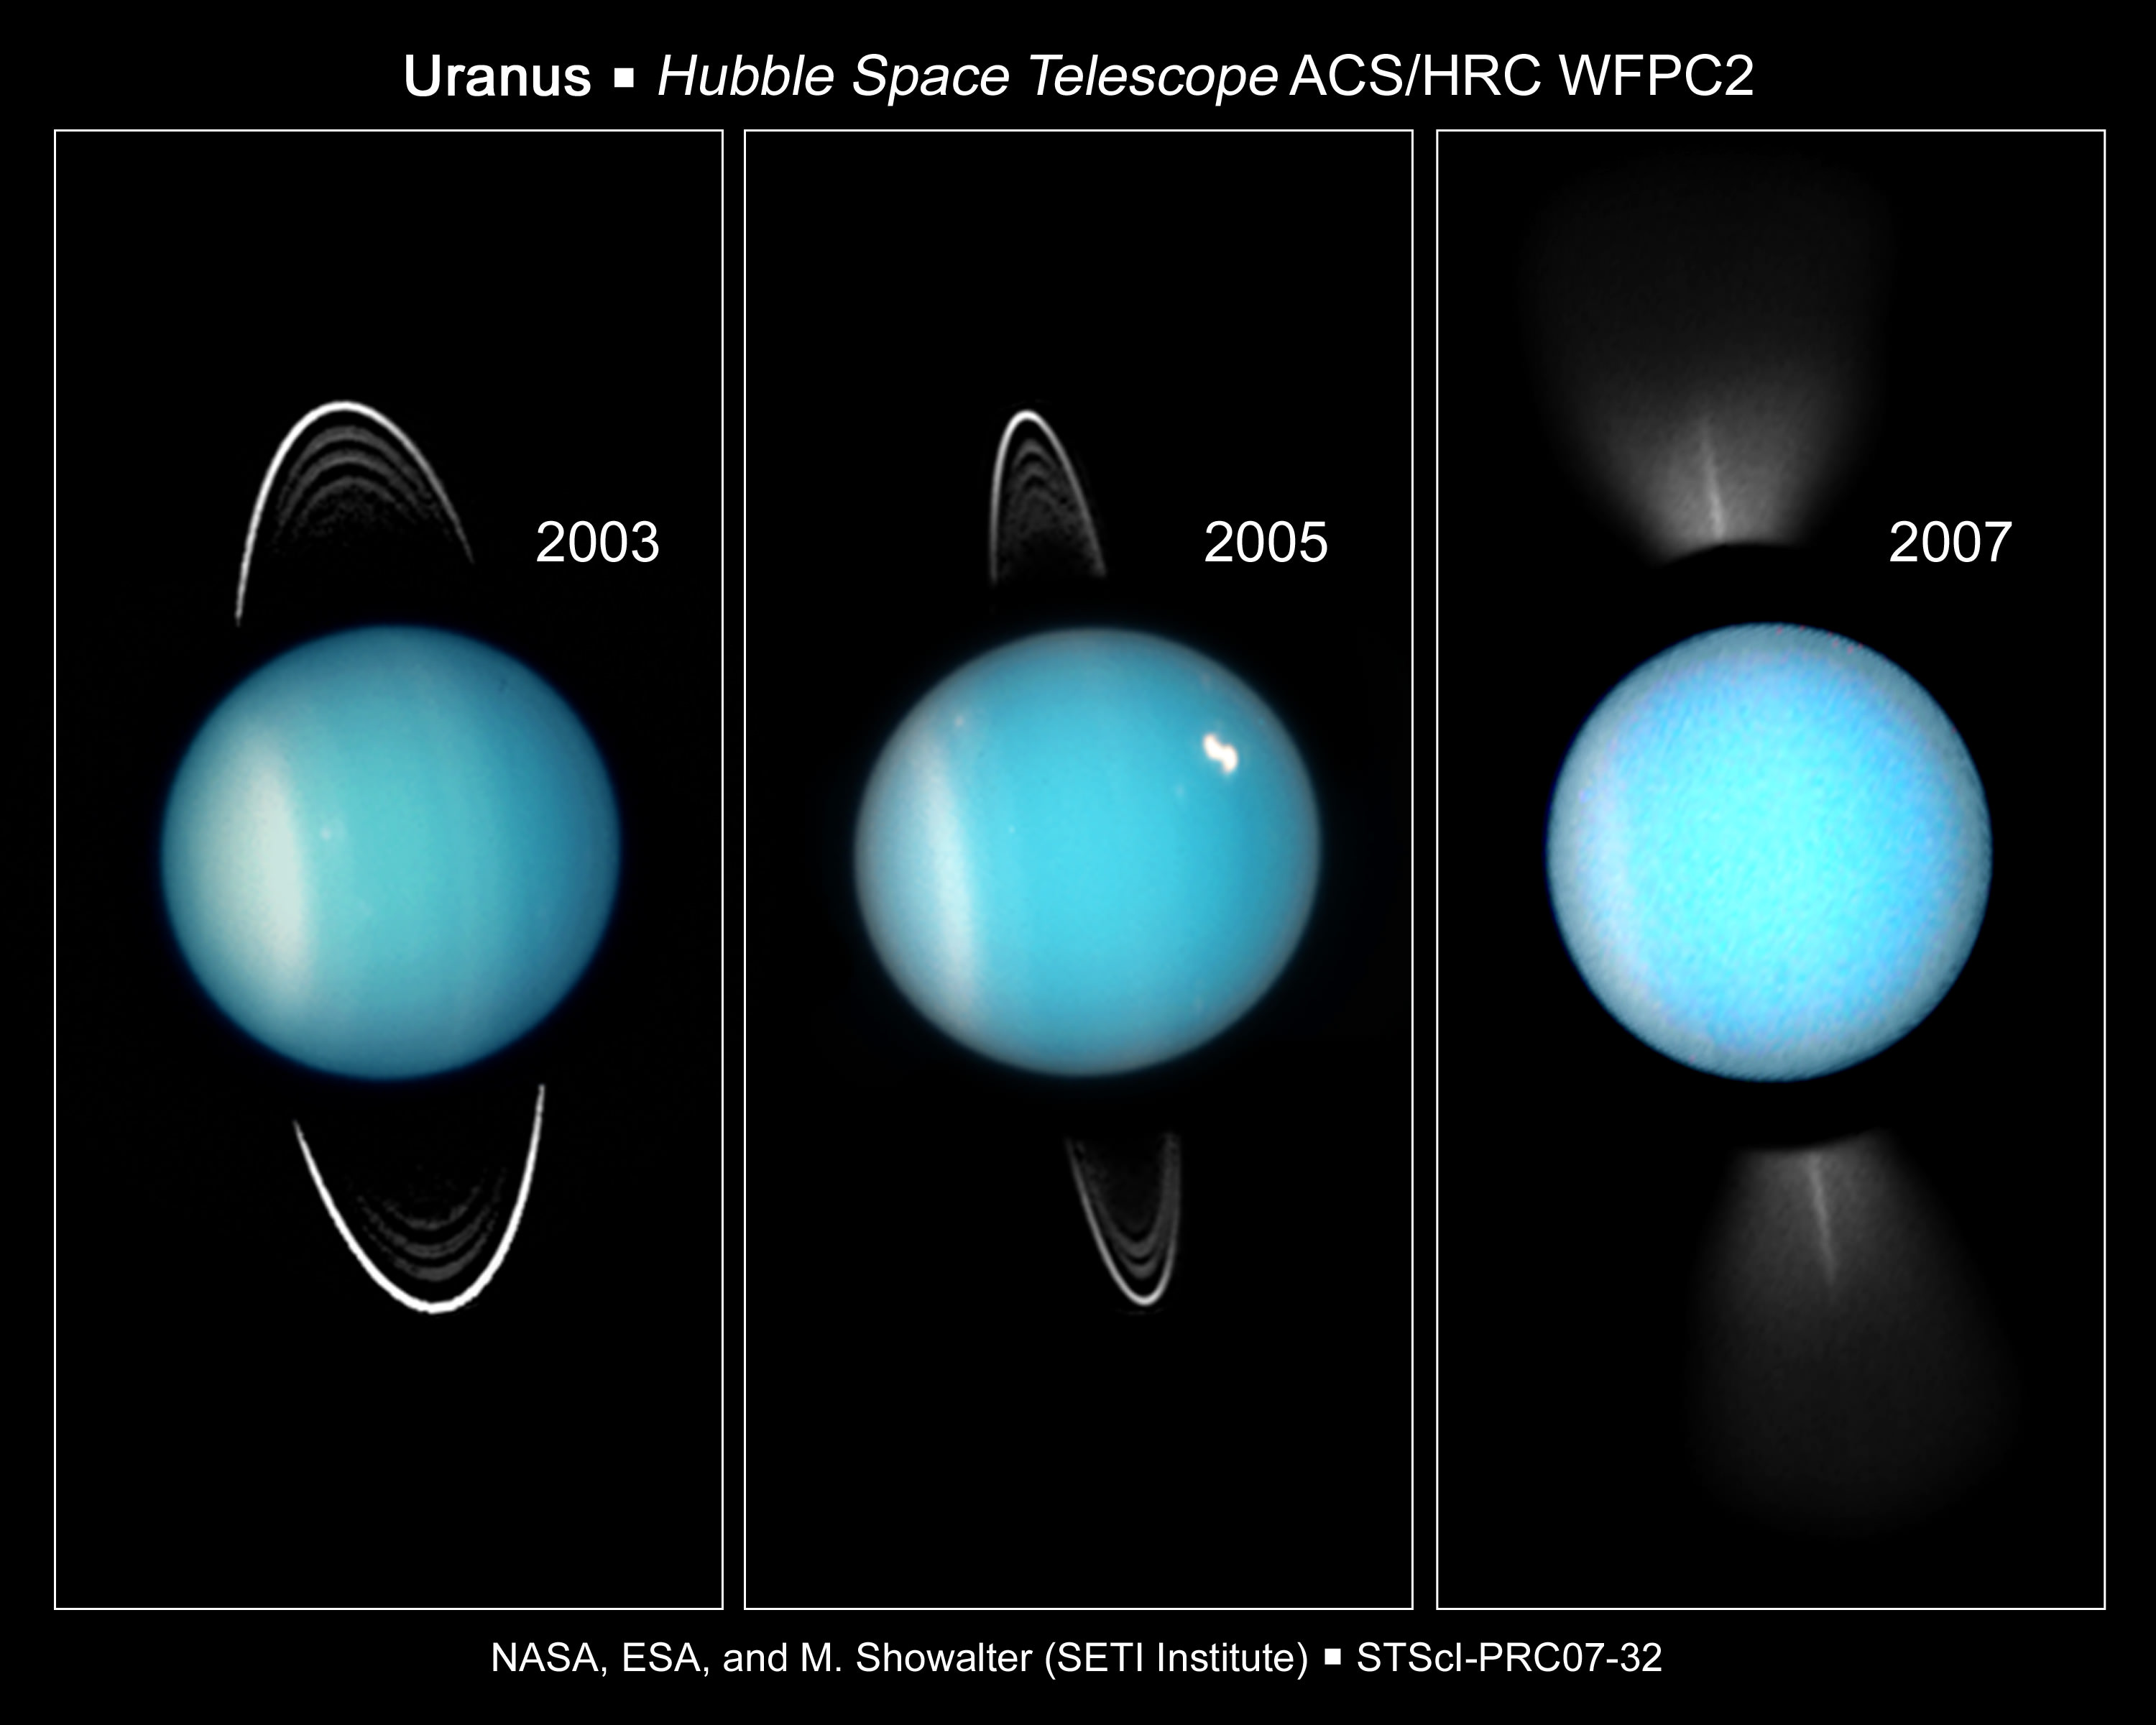 Uranus ▪ Hubble Space Telescope ACS/HRC WFPC2
2003
2005
2007
NASA, ESA, and M. Showalter (SETI Institute) ▪ STScI-PRC07-32